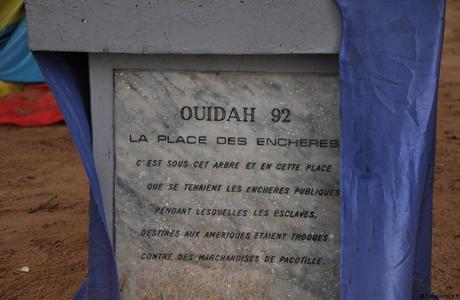 OUIDAH 92
LA PLACE DES ENCHERES
C'EST SOUS CET ARBRE ET EN CETTE PLACE
QUE SE TENAIENT LES ENCHERES PUBLIQUES
PENDANT LESQUELLES LES ESCLAVES,
DESTINES AUX AMERIQUES ETAIENT TROQUES
CONTRE DES MARCHANDISES DE PACOTILLE.